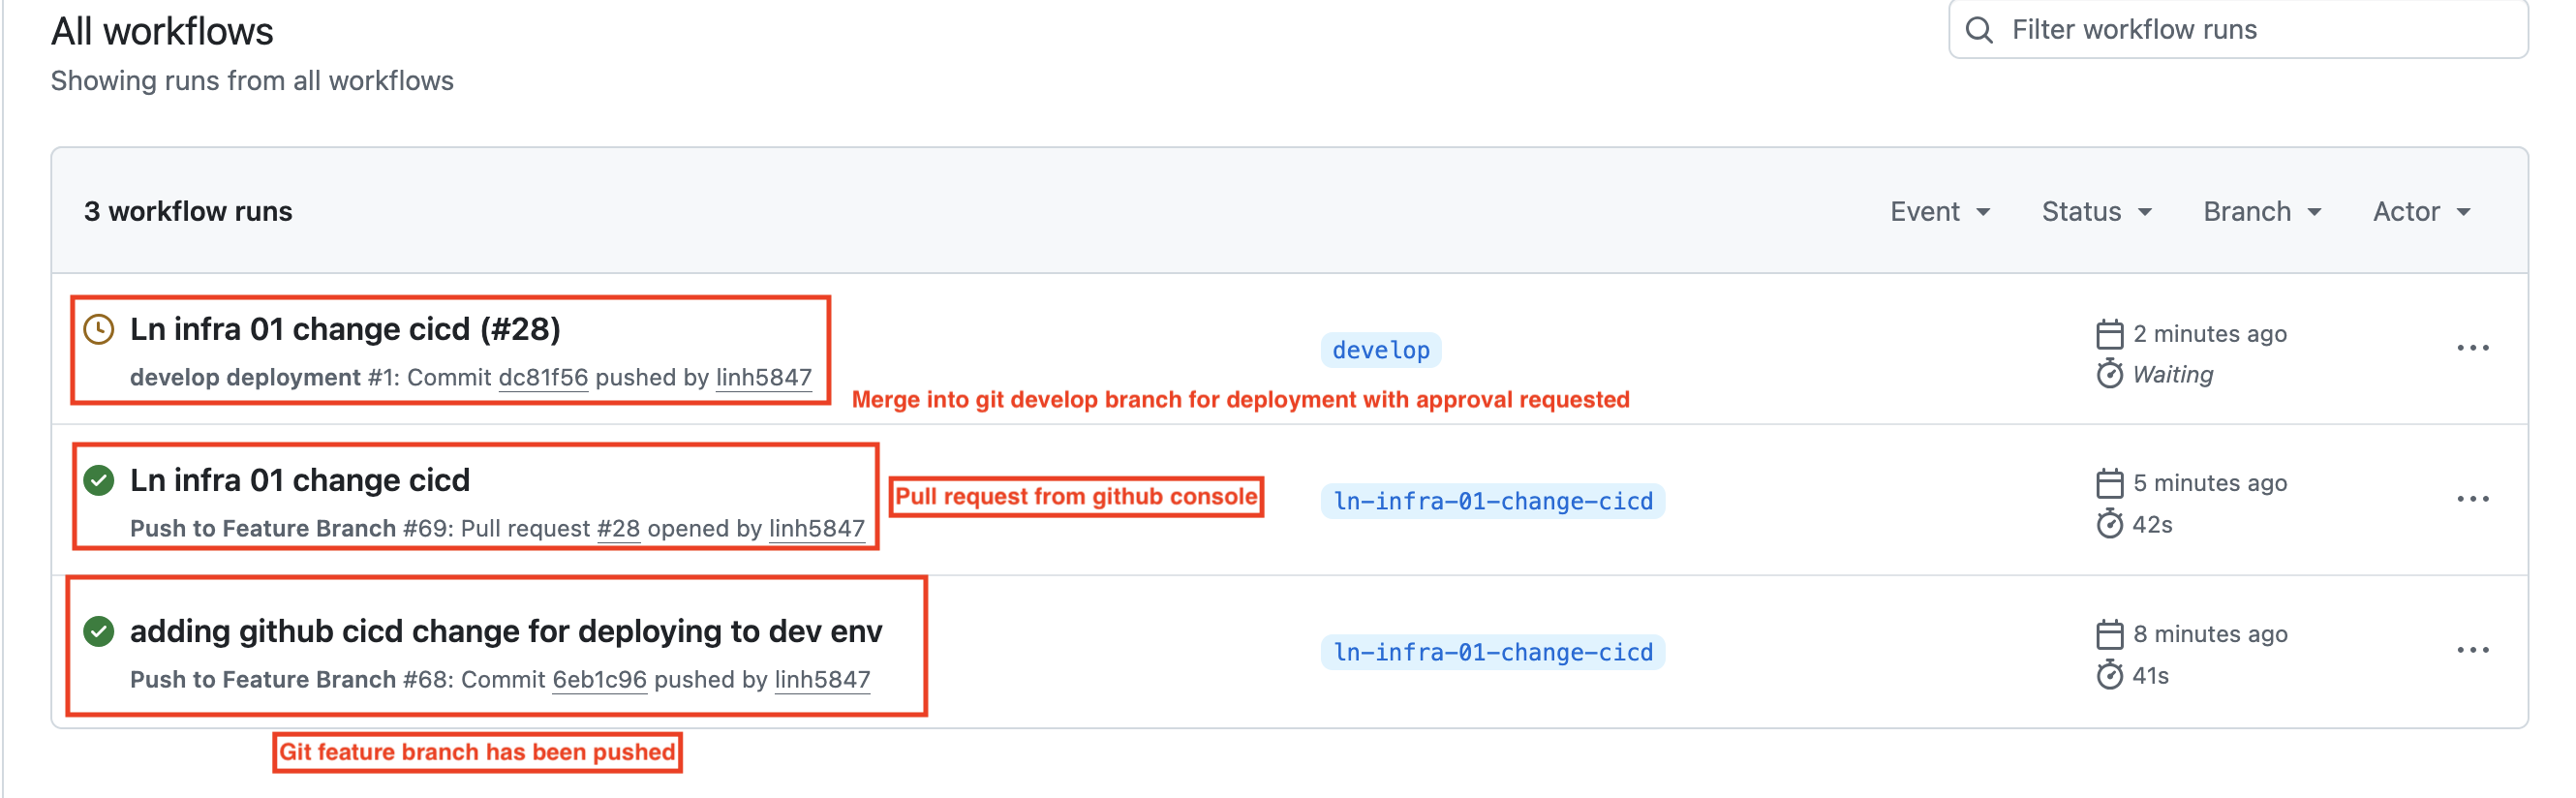 All workflows
Filter workflow runs
Showing runs from all workflows
3 workflow runs
Event
Status
Branch
Actor
Ln infra 01 change cicd (#28)
develop deployment #1: Commit dc81f56 pushed by linh5847
develop
2 minutes ago
Waiting
Merge into git develop branch for deployment with approval requested
Ln infra 01 change cicd
Push to Feature Branch #69: Pull request #28 opened by linh5847
Pull request from github console
ln-infra-01-change-cicd
5 minutes ago
42s
adding github cicd change for deploying to dev env
Push to Feature Branch #68: Commit 6eb1c96 pushed by linh5847
ln-infra-01-change-cicd
8 minutes ago
41s
Git feature branch has been pushed